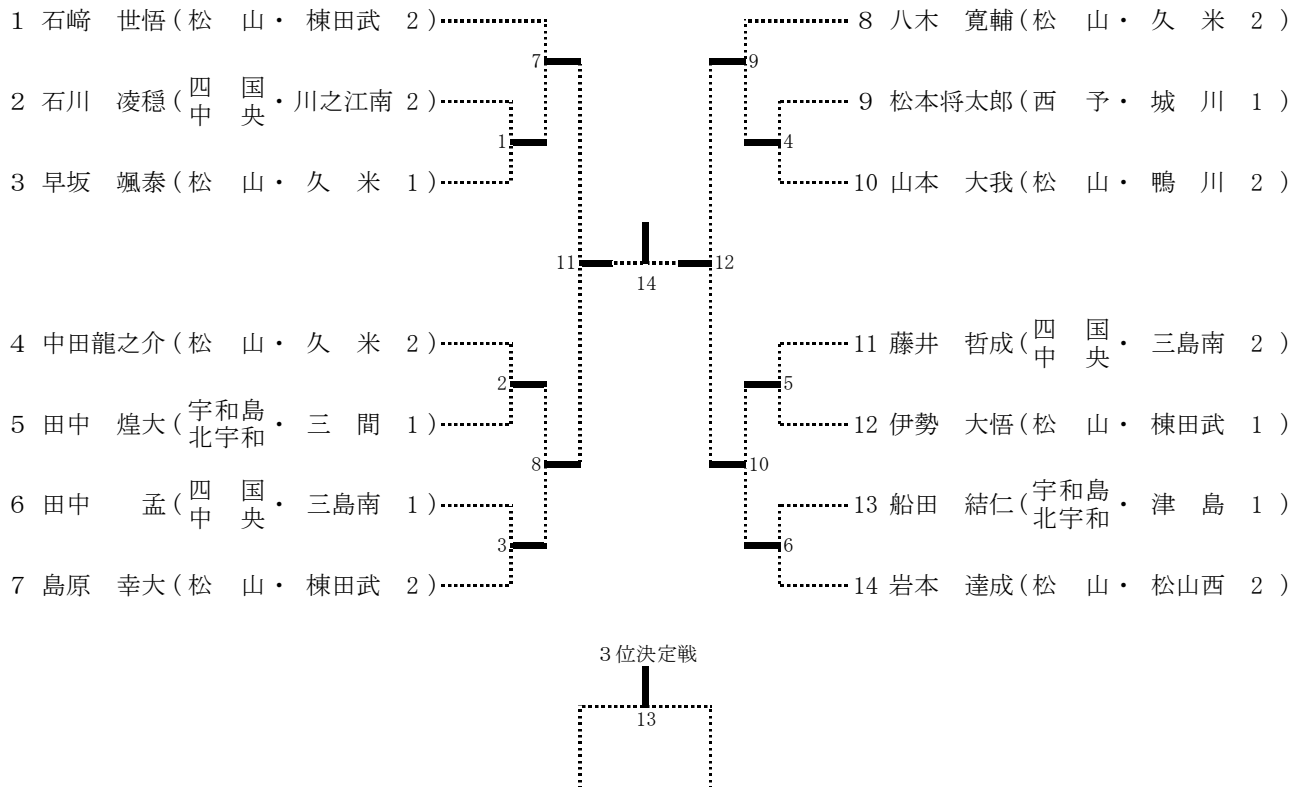 1 石﨑 世悟(松 山・ 棟田武 2)
7
2 石川 凌穏(四国中央・川之江南 2)
1
3 早坂 颯泰(松 山・ 久 米 1)
11
4 中田龍之介(松 山・ 久 米 2)
2
5 田中 煌大(宇和島北宇和・ 三 間 1)
8
6 田中 孟(四国中央・ 三島南 1)
3
7 島原 幸大(松 山・ 棟田武 2)
14
8 八木 寛輔(松 山・ 久 米 2)
9
9 松本将太郎(西 予・ 城 川 1)
4
10 山本 大我(松 山・ 鴨 川 2)
12
11 藤井 哲成(四国中央・ 三島南 2)
5
12 伊勢 大悟(松 山・ 棟田武 1)
10
13 船田 結仁(宇和島北宇和・ 津 島 1)
6
14 岩本 達成(松 山・ 松山西 2)
3位決定戦
13